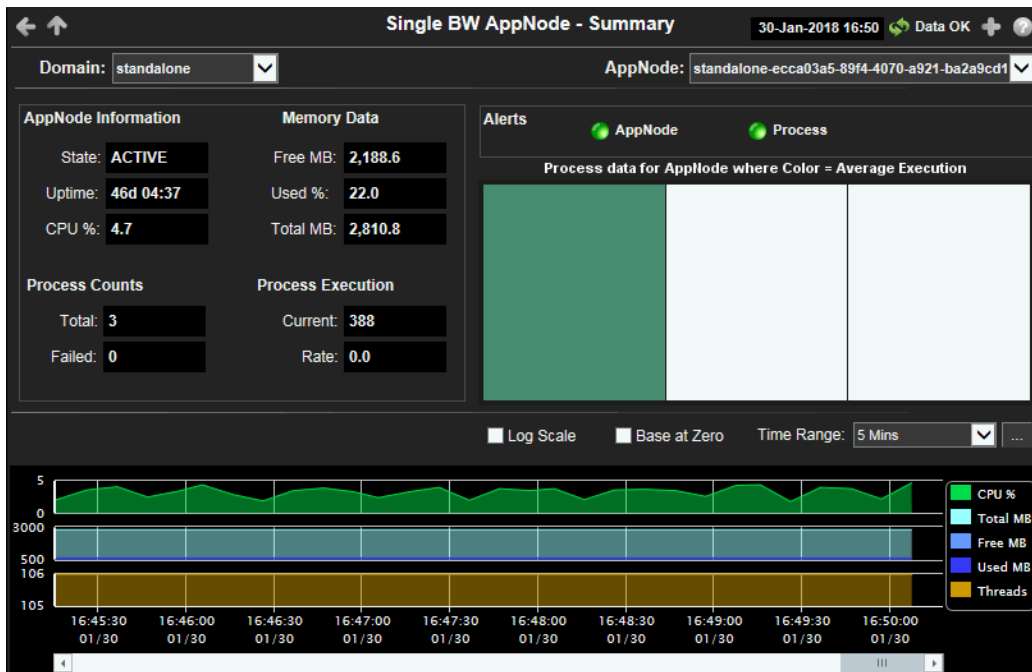 Single BW AppNode - Summary
30-Jan-2018 16:50 Data OK
Domain: standalone
AppNode: standalone-ecca03a5-89f4-4070-a921-ba2a9cd1
AppNode Information
State: ACTIVE
Uptime: 46d 04:37
CPU %: 4.7
Memory Data
Free MB: 2,188.6
Used %: 22.0
Total MB: 2,810.8
Process Counts
Total: 3
Failed: 0
Process Execution
Current: 388
Rate: 0.0
Alerts
AppNode
Process
Process data for AppNode where Color = Average Execution
Log Scale
Base at Zero
Time Range: 5 Mins
...
5
0
3000
500
106
105
16:45:30 16:46:00 16:46:30 16:47:00 16:47:30 16:48:00 16:48:30 16:49:00 16:49:30 16:50:00
01/30 01/30 01/30 01/30 01/30 01/30 01/30 01/30 01/30 01/30
CPU %
Total MB
Free MB
Used MB
Threads